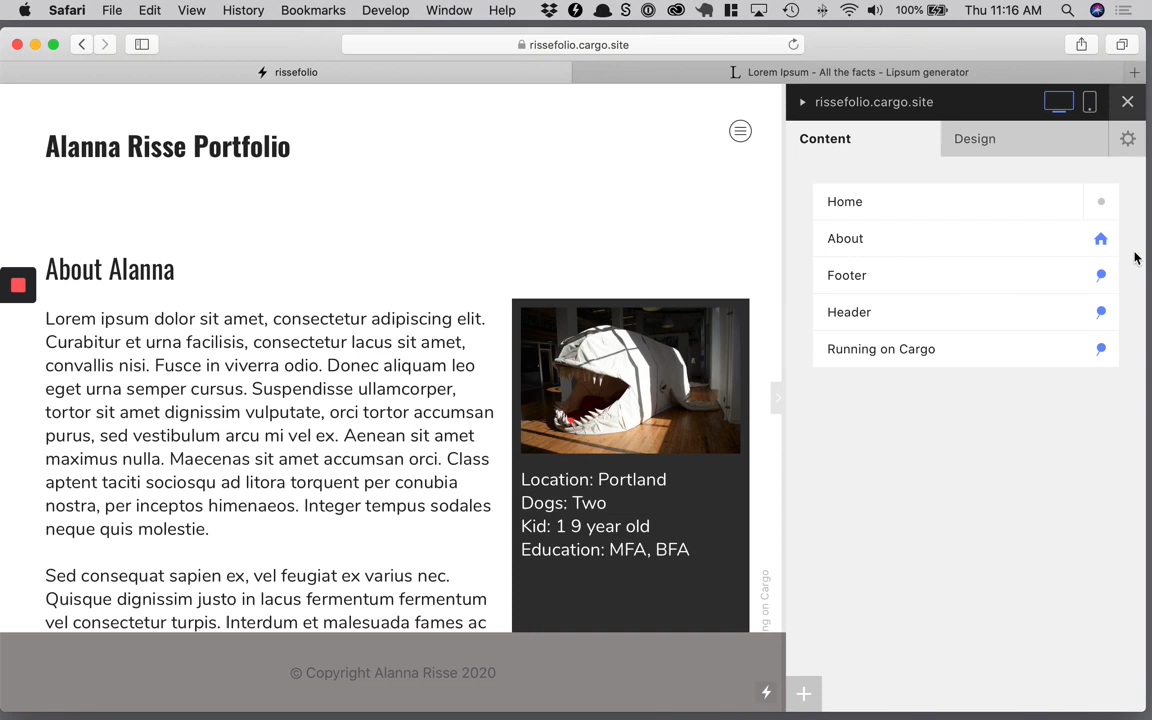 Safari File Edit View History Bookmarks Develop Window Help 100% Thu 11:16 AM
rissefolio.cargo.site
rissefolio
Lorem Ipsum - All the facts - Lipsum generator
Alanna Risse Portfolio
About Alanna
Lorem ipsum dolor sit amet, consectetur adipiscing elit.
Curabitur et urna facilisis, consectetur lacus sit amet,
convallis nisi. Fusce in viverra odio. Donec aliquam leo
eget urna semper cursus. Suspendisse ullamcorper,
tortor sit amet dignissim vulputate, orci tortor accumsan
purus, sed vestibulum arcu mi vel ex. Aenean sit amet
maximus nulla. Maecenas sit amet accumsan orci. Class
aptent taciti sociosqu ad litora torquent per conubia
nostra, per inceptos himenaeos. Integer tempus sodales
neque quis molestie.
Sed consequat sapien ex, vel feugiat ex varius nec.
Quisque dignissim justo in lacus fermentum fermentum
vel consectetur turpis. Interdum et malesuada fames ac
Location: Portland
Dogs: Two
Kid: 1 9 year old
Education: MFA, BFA
ng on Cargo
© Copyright Alanna Risse 2020
rissefolio.cargo.site
Content
Design
Home
About
Footer
Header
Running on Cargo